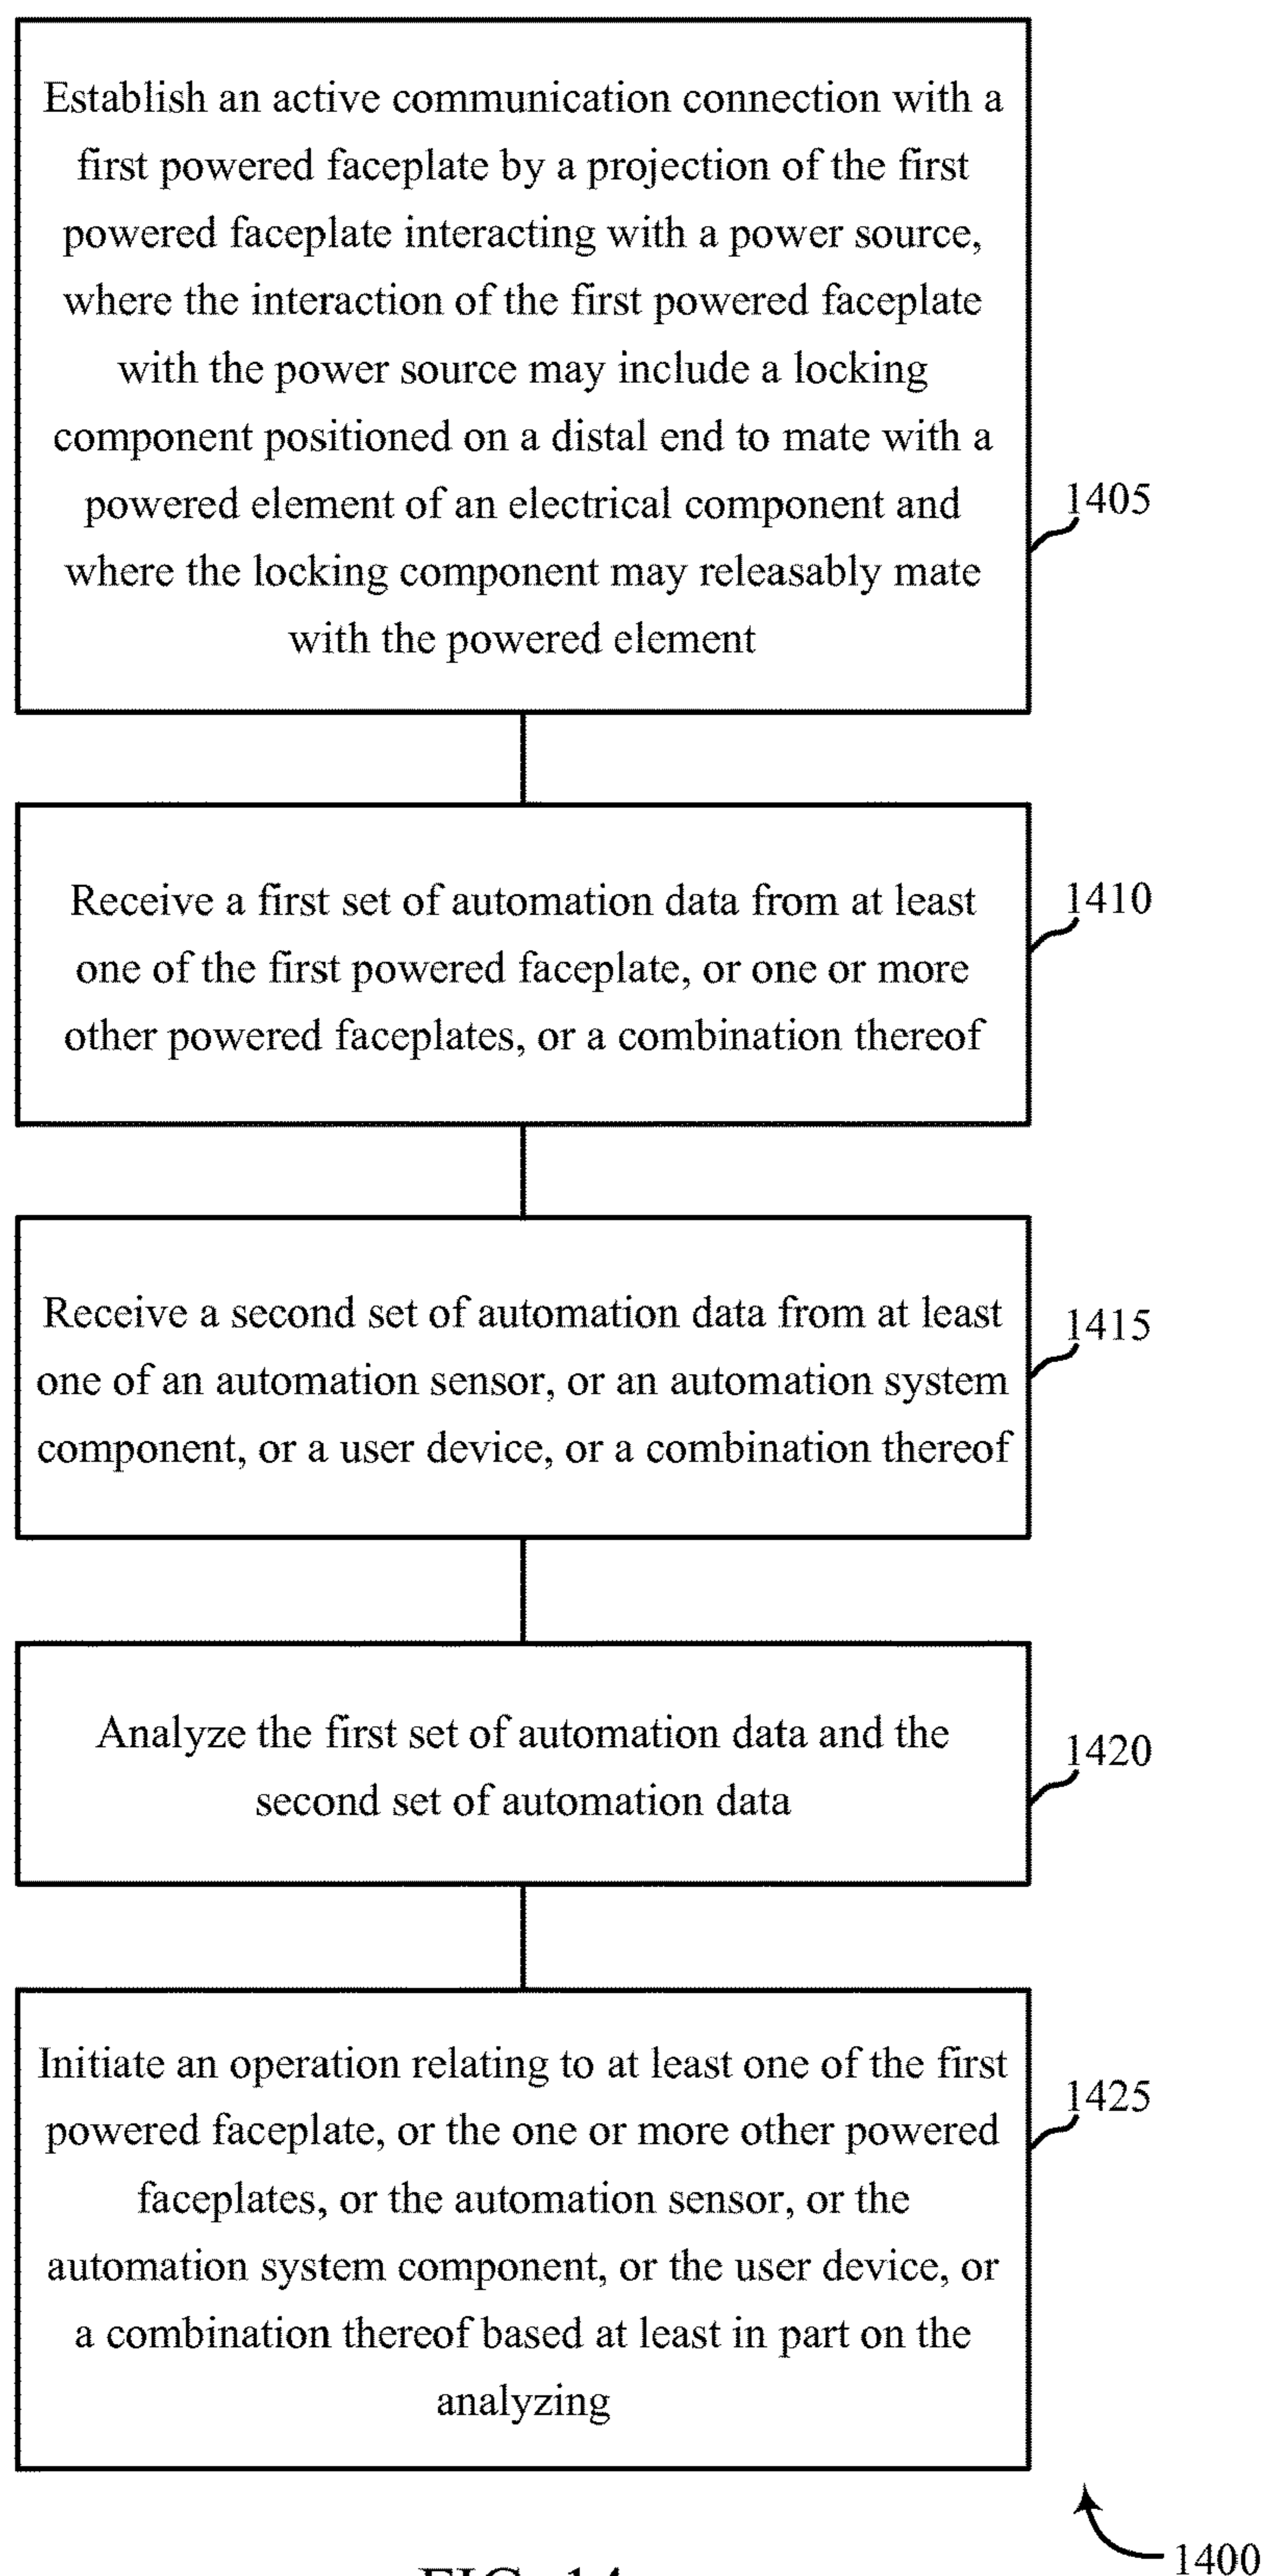 Establish an active communication connection with a
first powered faceplate by a projection of the first
powered faceplate interacting with a power source,
where the interaction of the first powered faceplate
with the power source may include a locking
component positioned on a distal end to mate with a
powered element of an electrical component and
where the locking component may releasably mate
with the powered element
1405
Receive a first set of automation data from at least
one of the first powered faceplate, or one or more
other powered faceplates, or a combination thereof
1410
Receive a second set of automation data from at least
one of an automation sensor, or an automation system
component, or a user device, or a combination thereof
1415
Analyze the first set of automation data and the
second set of automation data
1420
Initiate an operation relating to at least one of the first
powered faceplate, or the one or more other powered
faceplates, or the automation sensor, or the
automation system component, or the user device, or
a combination thereof based at least in part on the
analyzing
1425
1400
FIG. 14